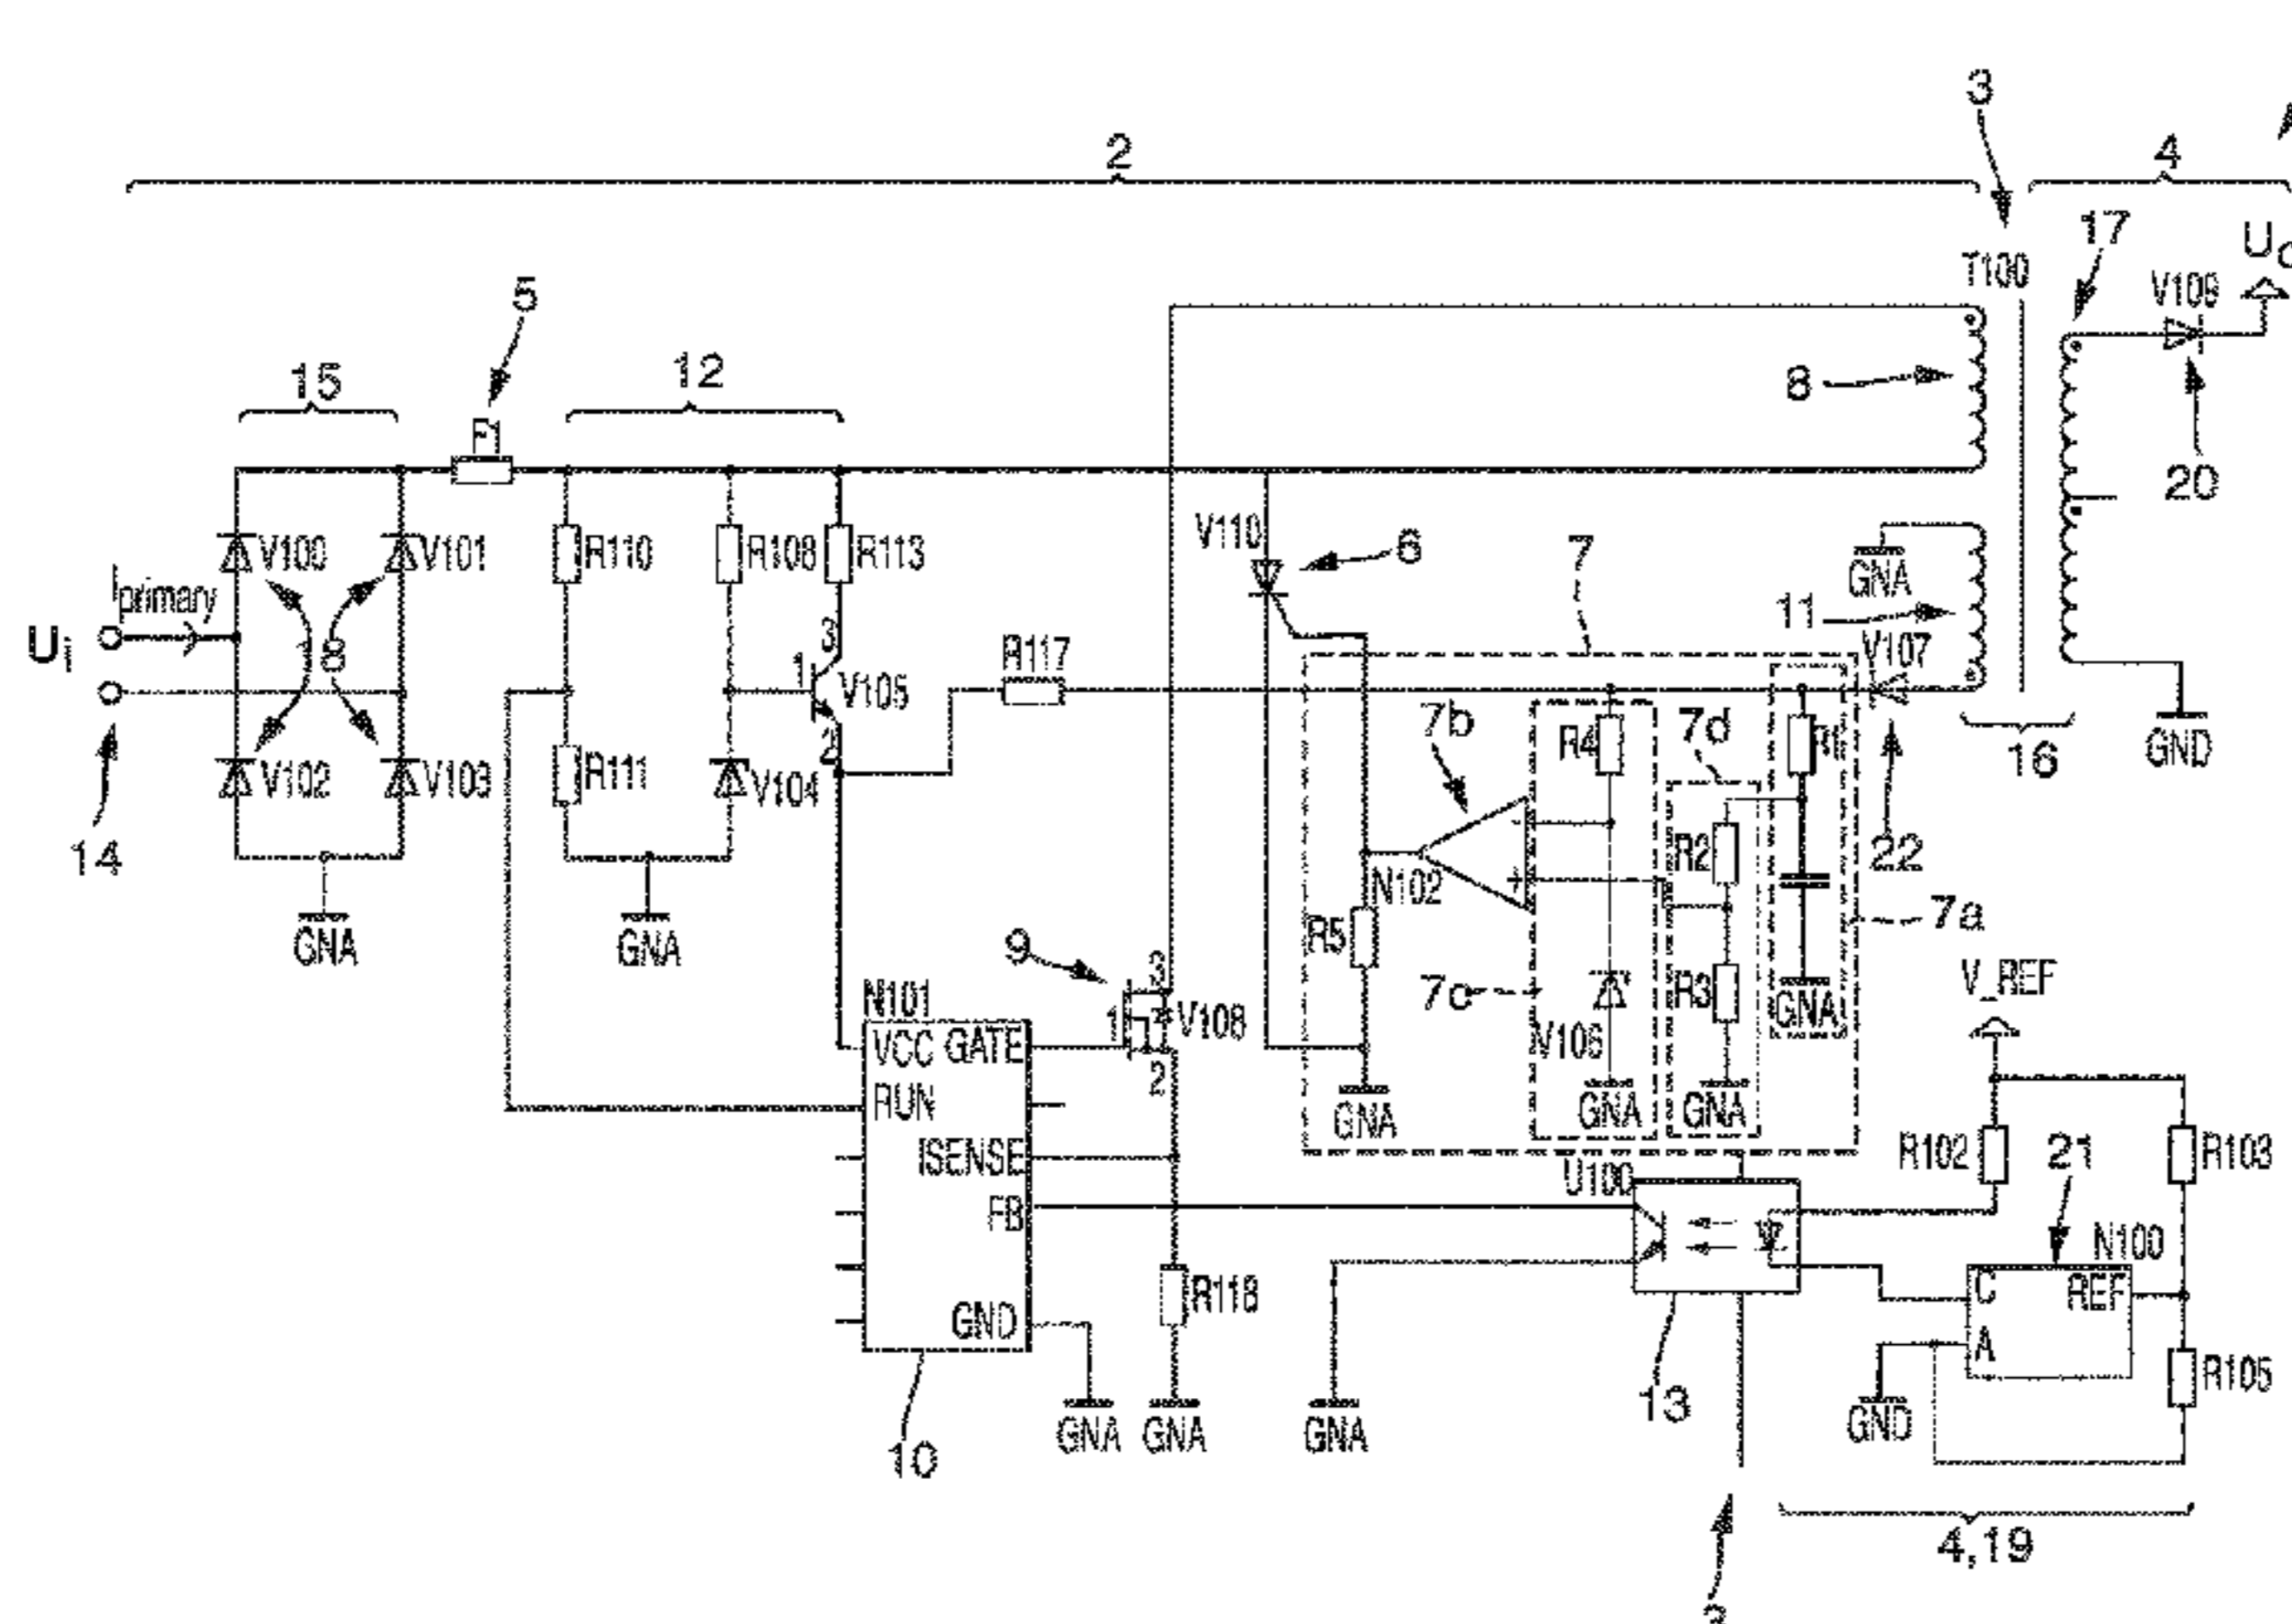 2
3
4
17
U
T100
V109
5
15
12
F1
8
20
V100
V101
R110
R108
R113
V110
6
7
GNA
11
Iprimary
Ui
18
3
1
V105
2
R117
V107
7b
R4
7d
R1
16
GND
14
V102
V103
R111
V104
N102
R2
22
7a
GNA
GNA
R5
9
3
1
V108
2
7c
V106
R3
GNA
V_REF
N101
VCC
GATE
RUN
ISENSE
FB
GND
GNA
GNA
GNA
U100
R102
21
R103
N100
C
REF
A
R118
13
R105
GND
10
GNA
GNA
GNA
4,19